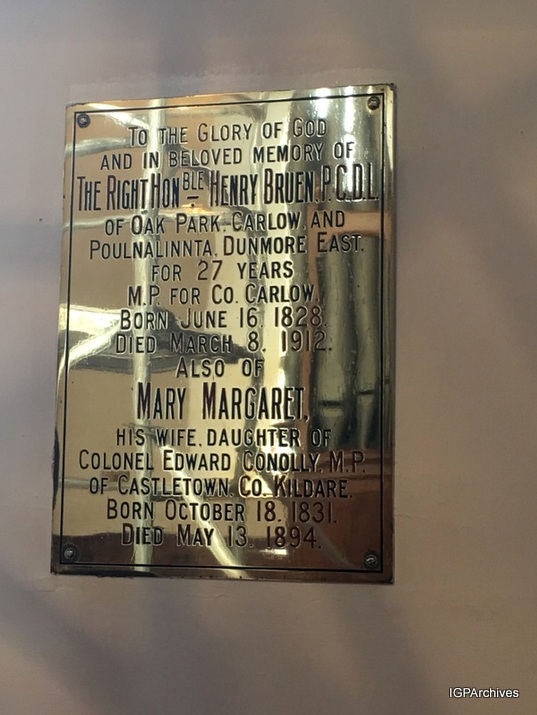 TO THE GLORY OF GOD
AND IN BELOVED MEMORY OF
THE RIGHT HONBLE HENRY BRUEN, P.C. D.L.
OF OAK PARK, CARLOW, AND
POULNALINNTA, DUNMORE EAST.
FOR 27 YEARS
M.P. FOR CO. CARLOW,
BORN JUNE 16. 1828.
DIED MARCH 8. 1912.
ALSO OF
MARY MARGARET,
HIS WIFE, DAUGHTER OF
COLONEL EDWARD CONOLLY, M.P.
OF CASTLETOWN, CO. KILDARE.
BORN OCTOBER 18. 1831.
DIED MAY 13. 1894.
IGPArchives